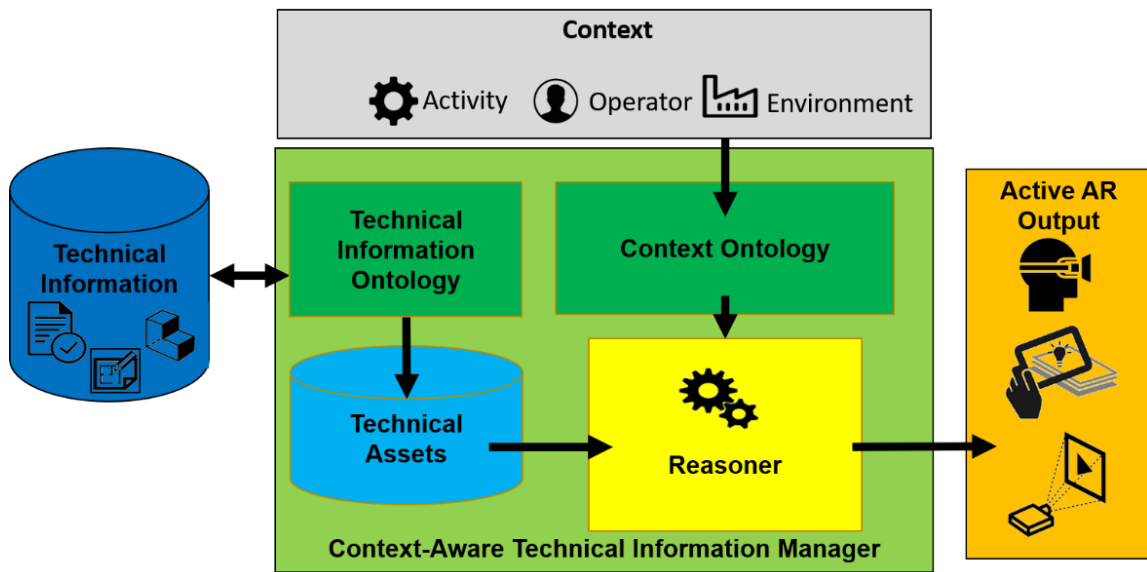 Context
Activity
Operator
Environment
Technical
Information
Technical
Information
Ontology
Context Ontology
Active AR
Output
Technical
Assets
Reasoner
Context-Aware Technical Information Manager